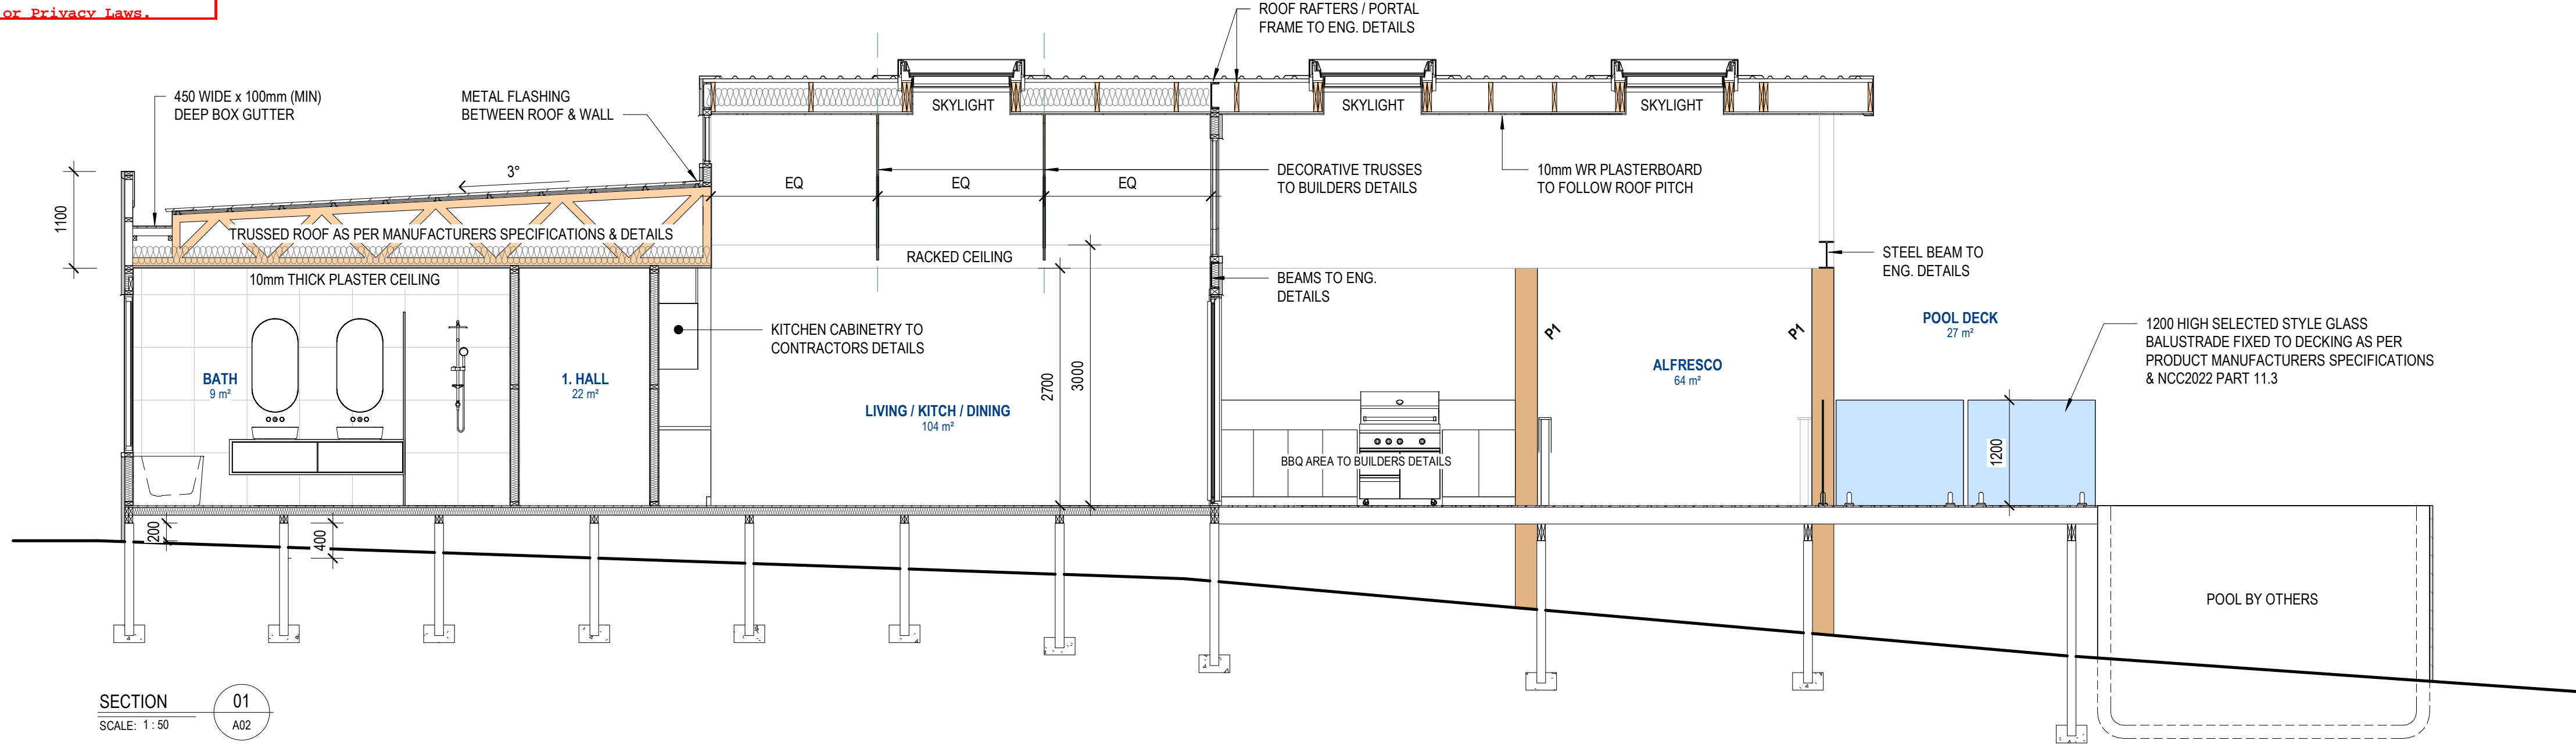 or Privacy Laws.
ROOF RAFTERS / PORTAL
FRAME TO ENG. DETAILS
450 WIDE x 100mm (MIN)
DEEP BOX GUTTER
METAL FLASHING
BETWEEN ROOF & WALL
SKYLIGHT
SKYLIGHT
SKYLIGHT
3°
EQ
EQ
EQ
DECORATIVE TRUSSES
TO BUILDERS DETAILS
10mm WR PLASTERBOARD
TO FOLLOW ROOF PITCH
1100
TRUSSED ROOF AS PER MANUFACTURERS SPECIFICATIONS & DETAILS
RACKED CEILING
STEEL BEAM TO
ENG. DETAILS
10mm THICK PLASTER CEILING
BEAMS TO ENG.
DETAILS
KITCHEN CABINETRY TO
CONTRACTORS DETAILS
P1
P1
POOL DECK
27 m²
1200 HIGH SELECTED STYLE GLASS
BALUSTRADE FIXED TO DECKING AS PER
PRODUCT MANUFACTURERS SPECIFICATIONS
& NCC2022 PART 11.3
BATH
9 m²
1. HALL
22 m²
2700
3000
ALFRESCO
64 m²
LIVING / KITCH / DINING
104 m²
BBQ AREA TO BUILDERS DETAILS
1200
200
400
POOL BY OTHERS
SECTION
SCALE: 1 : 50
01
A02